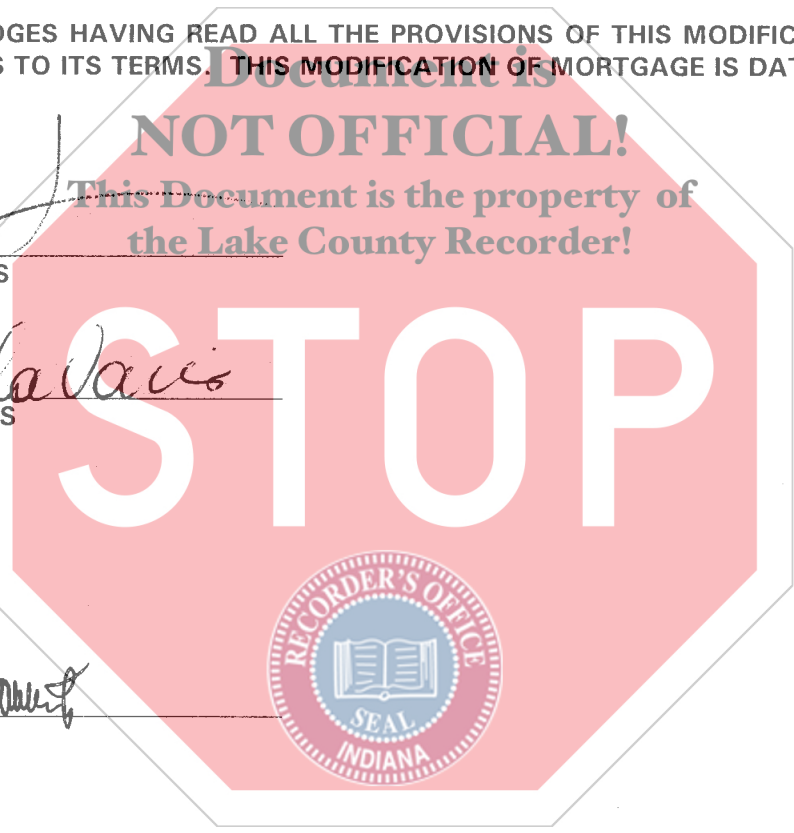 OGES HAVING READ ALL THE PROVISIONS OF THIS MODIFIC
S TO ITS TERMS. THIS MODIFICATION OF MORTGAGE IS DAT
Document is
NOT OFFICIAL!
This Document is the property of
the Lake County Recorder!
S
S
STOP
RECORDER'S OFFICE
SEAL
INDIANA